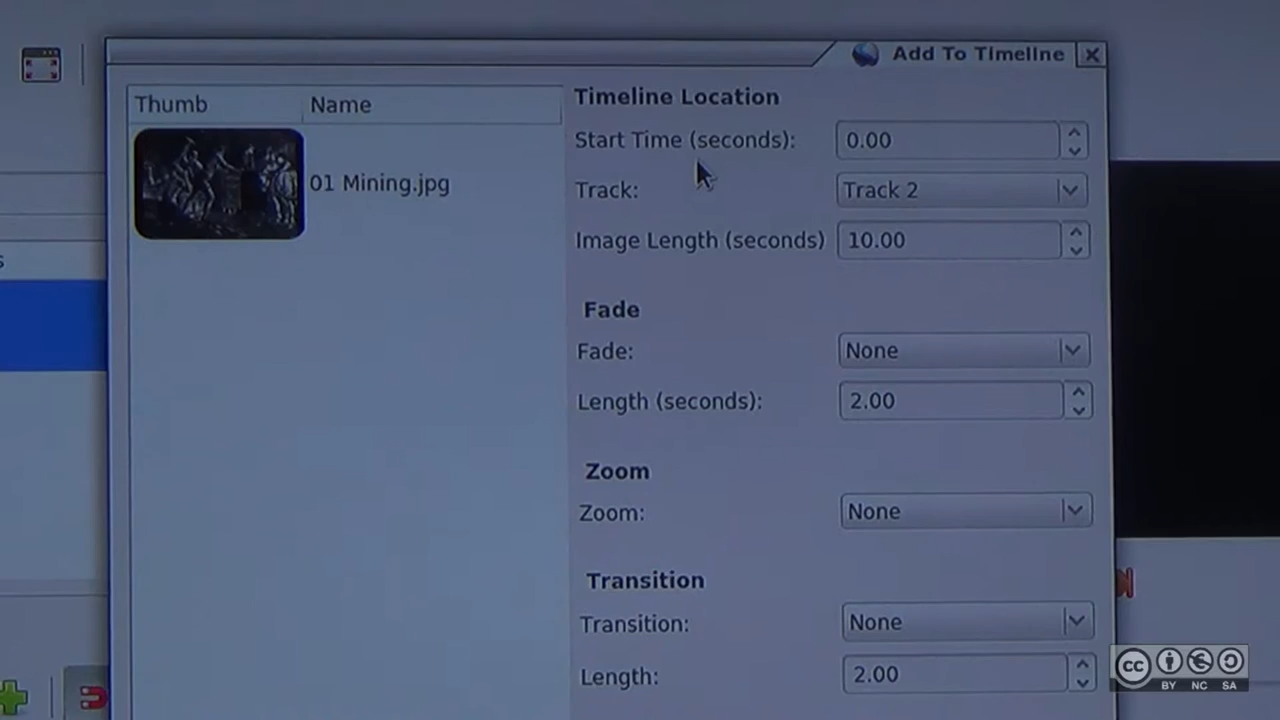 Add To Timeline
Thumb Name
01 Mining.jpg
Timeline Location
Start Time (seconds): 0.00
Track: Track 2
Image Length (seconds) 10.00
Fade
Fade: None
Length (seconds): 2.00
Zoom
Zoom: None
Transition
Transition: None
Length: 2.00
s
cc
BY NC SA